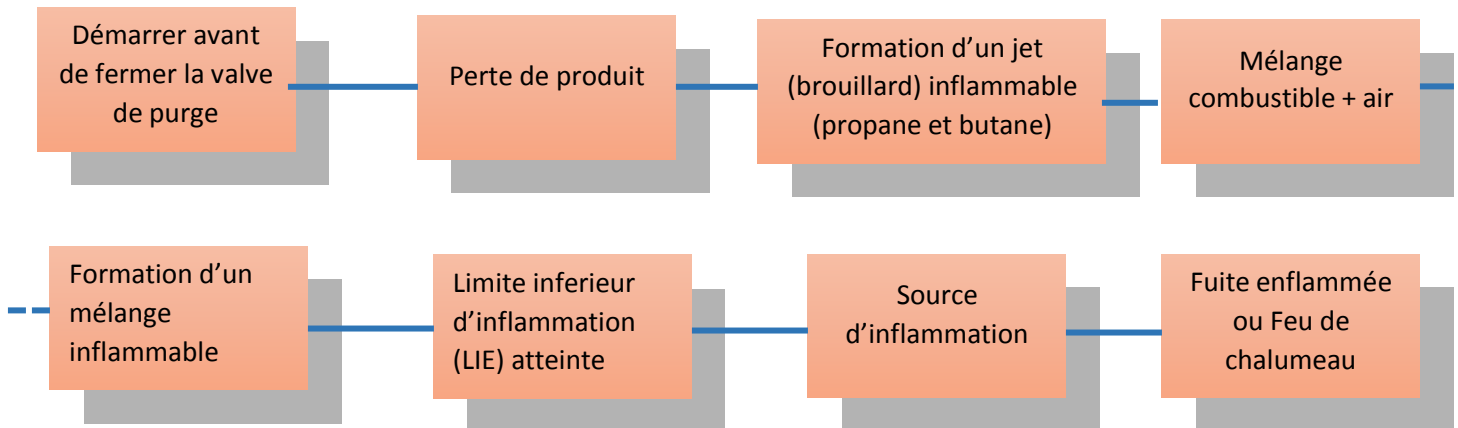 Démarrer avant
de fermer la valve
de purge
Perte de produit
Formation d’un jet
(brouillard) inflammable
(propane et butane)
Mélange
combustible + air
Formation d’un
mélange
inflammable
Limite inferieur
d’inflammation
(LIE) atteinte
Source
d’inflammation
Fuite enflammée
ou Feu de
chalumeau